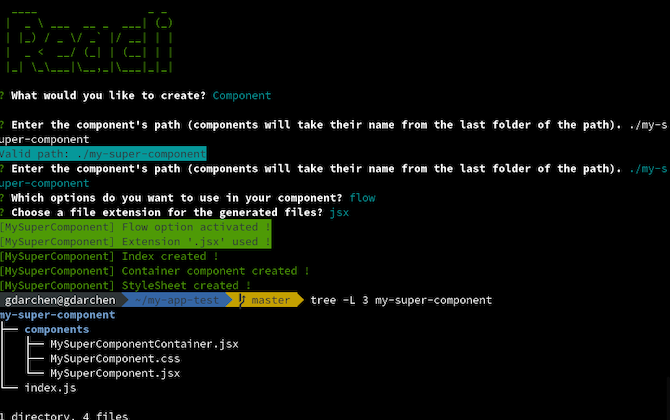 Reacli
? What would you like to create? Component
? Enter the component's path (components will take their name from the last folder of the path). ./my-s
uper-component
Valid path: ./my-super-component
? Enter the component's path (components will take their name from the last folder of the path). ./my-s
uper-component
? Which options do you want to use in your component? flow
? Choose a file extension for the generated files? jsx
[MySuperComponent] Flow option activated !
[MySuperComponent] Extension '.jsx' used !
[MySuperComponent] Index created !
[MySuperComponent] Container component created !
[MySuperComponent] StyleSheet created !
gdarchen@gdarchen ~/my-app-test master tree -L 3 my-super-component
my-super-component
├── components
│   ├── MySuperComponentContainer.jsx
│   ├── MySuperComponent.css
│   └── MySuperComponent.jsx
└── index.js
1 directory, 4 files